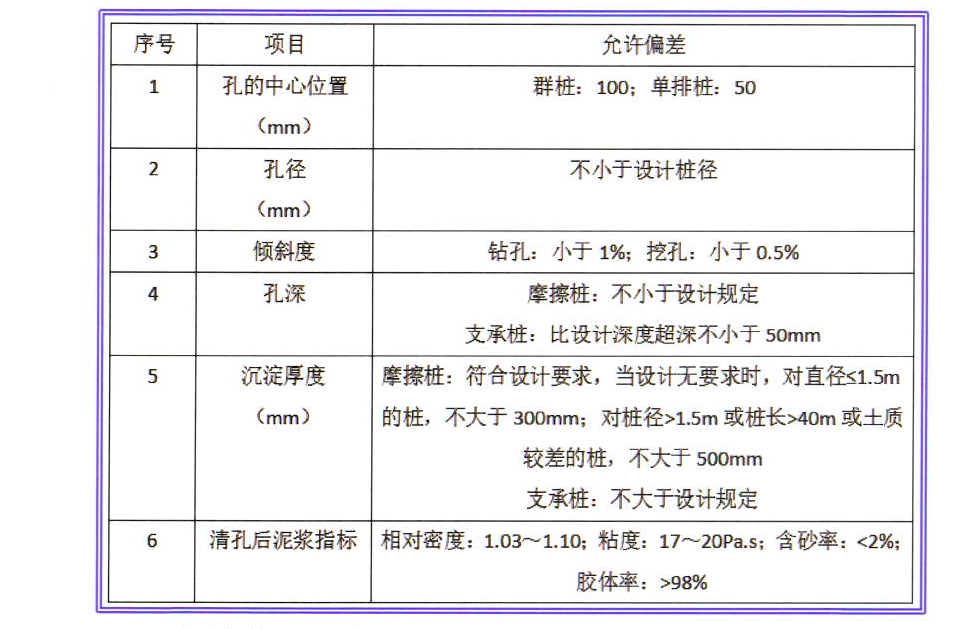 序号 项目 允许偏差
1 孔的中心位置 群桩：100；单排桩：50
（mm）
2 孔径 不小于设计桩径
（mm）
3 倾斜度 钻孔：小于 1%；挖孔：小于 0.5%
4 孔深 摩擦桩：不小于设计规定
支承桩：比设计深度超深不小于 50mm
5 沉淀厚度 摩擦桩：符合设计要求，当设计无要求时，对直径≤1.5m
（mm） 的桩，不大于 300mm；对桩径>1.5m 或桩长>40m 或土质
较差的桩，不大于 500mm
支承桩：不大于设计规定
6 清孔后泥浆指标 相对密度：1.03～1.10；粘度：17～20Pa.s；含砂率：<2%；
胶体率：>98%